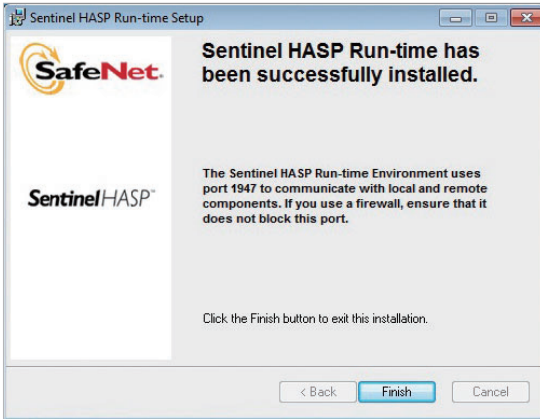 Sentinel HASP Run-time Setup
SafeNet.
Sentinel HASP Run-time has
been successfully installed.
SentinelHASP™
The Sentinel HASP Run-time Environment uses
port 1947 to communicate with local and remote
components. If you use a firewall, ensure that it
does not block this port.
Click the Finish button to exit this installation.
< Back
Finish
Cancel